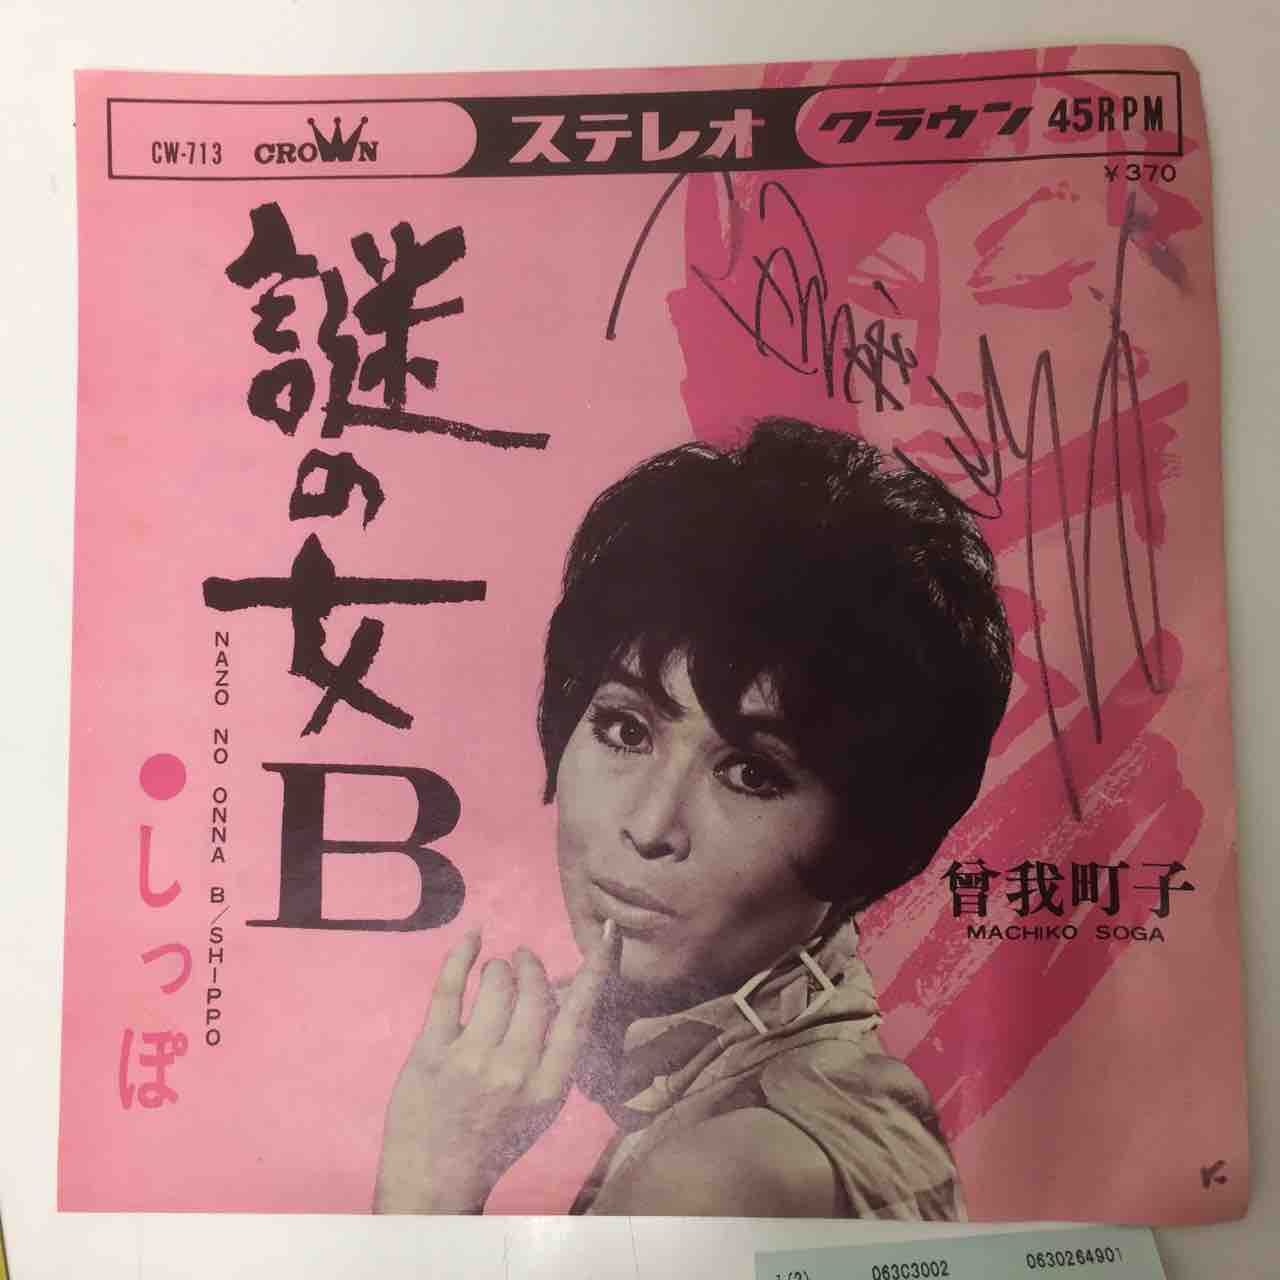 CW-713 CROWN ステレオ クラウン 45RPM
¥370
謎の女B
NAZO NO ONNA B/SHIPPO
●しっぽ
曾我町子
MACHIKO SOGA
K.
063C3002 0630264901